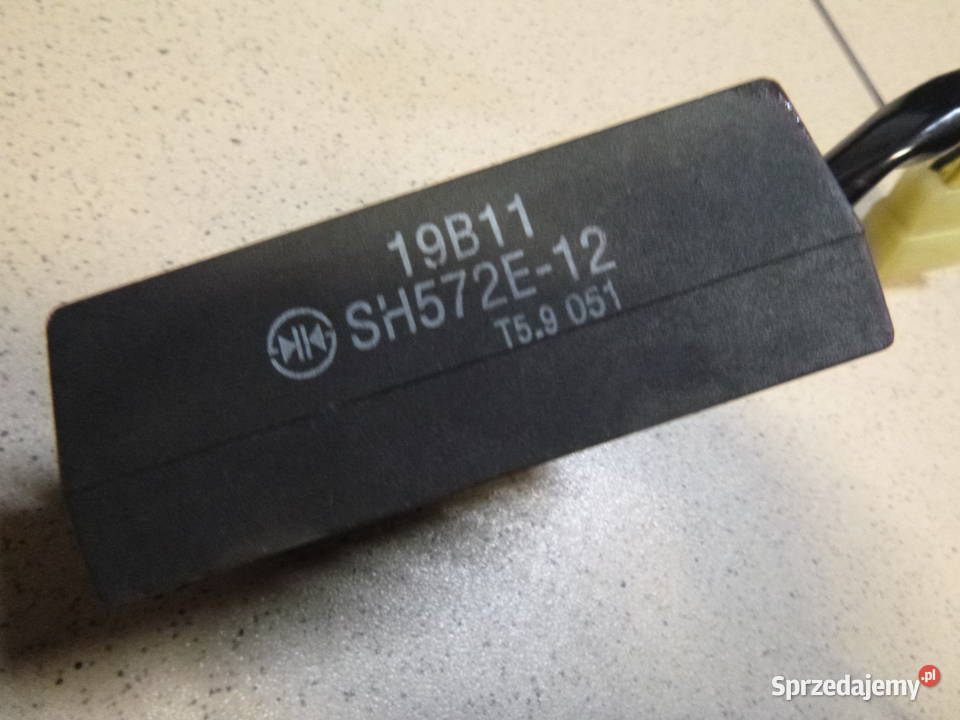 19B11
SH572E-12
T5.9 051
Sprzedajemy.pl